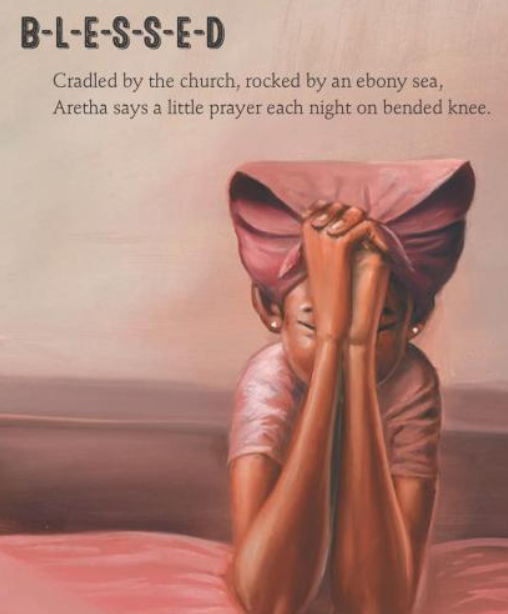 B-L-E-S-S-E-D
Cradled by the church, rocked by an ebony sea,
Aretha says a little prayer each night on bended knee.